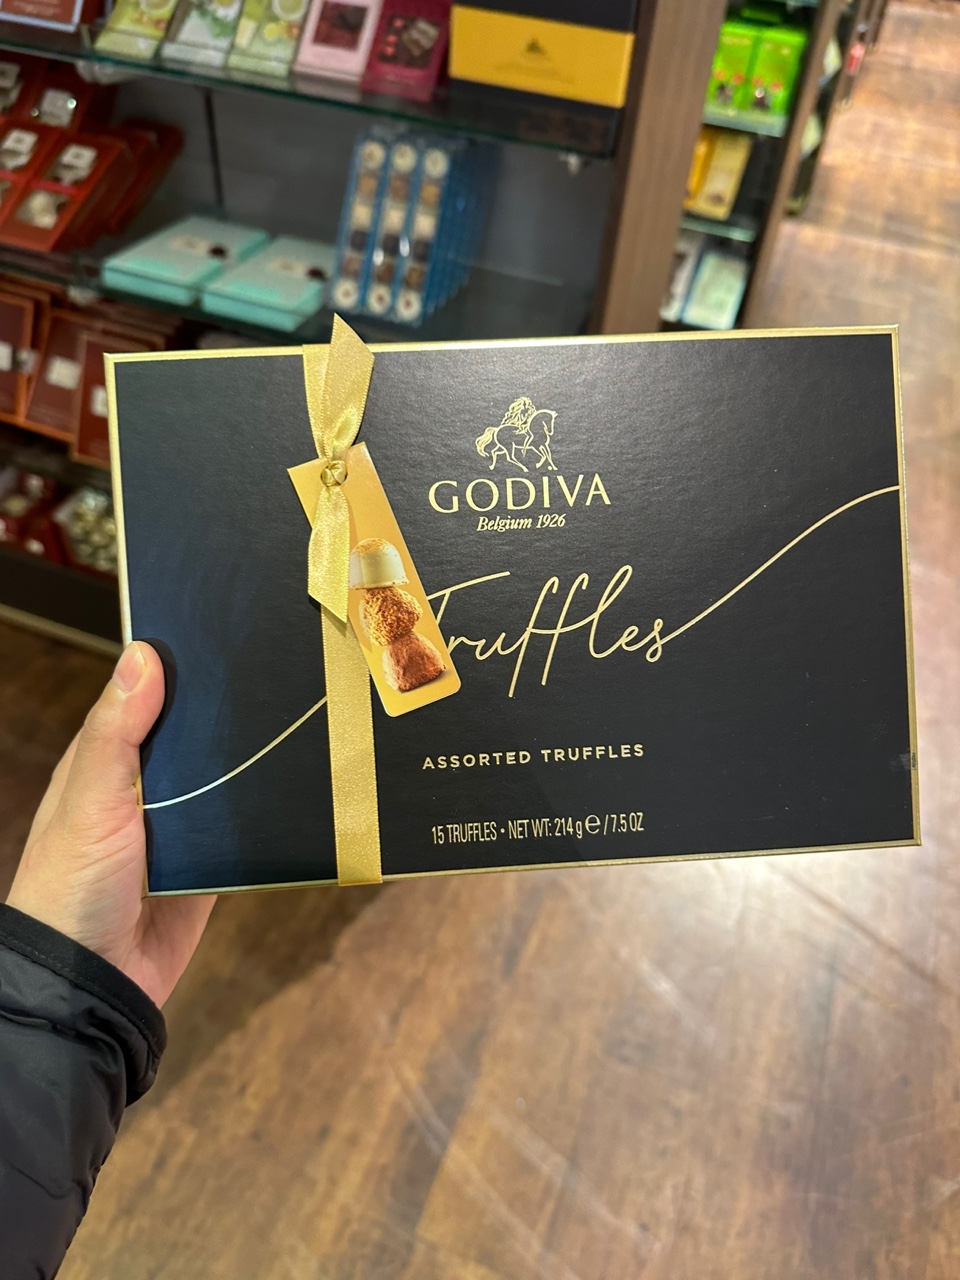 GODIVA
Belgium 1926
Truffles
ASSORTED TRUFFLES
15 TRUFFLES • NET WT: 214 g ℮ / 7.5 OZ